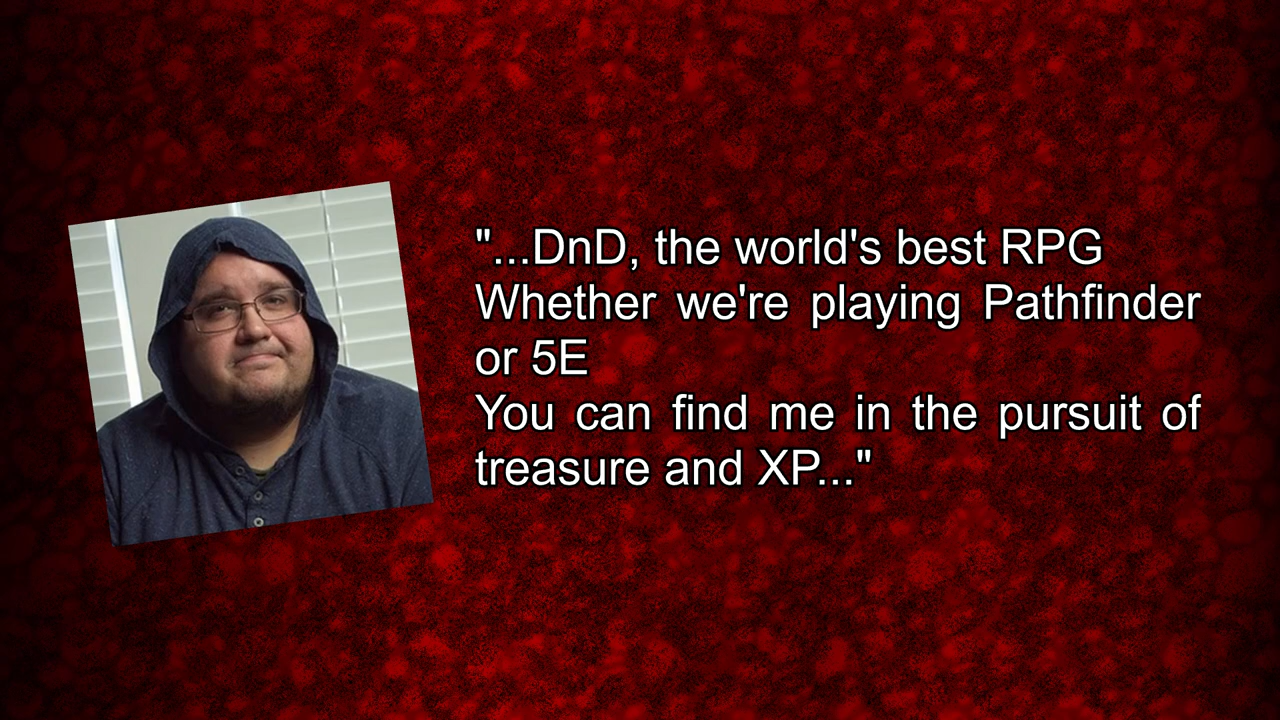 "...DnD, the world's best RPG
Whether we're playing Pathfinder
or 5E
You can find me in the pursuit of
treasure and XP..."